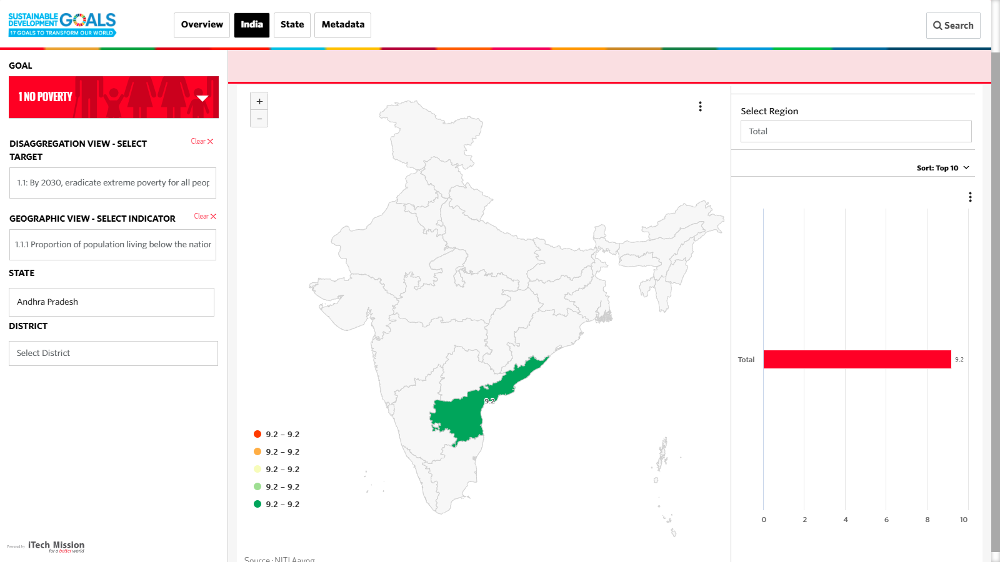 SUSTAINABLE
DEVELOPMENT GOALS
17 GOALS TO TRANSFORM OUR WORLD
Overview
India
State
Metadata
Search
GOAL
1 NO POVERTY
DISAGGREGATION VIEW - SELECT
TARGET
Clear
1.1: By 2030, eradicate extreme poverty for all peop
GEOGRAPHIC VIEW - SELECT INDICATOR
Clear
1.1.1 Proportion of population living below the nation
STATE
Andhra Pradesh
DISTRICT
Select District
Powered by iTech Mission
for a better world
+
−
9.2
9.2 – 9.2
9.2 – 9.2
9.2 – 9.2
9.2 – 9.2
9.2 – 9.2
Source : NITI Aayog
Select Region
Total
Sort: Top 10
Total
9.2
0 2 4 6 8 10